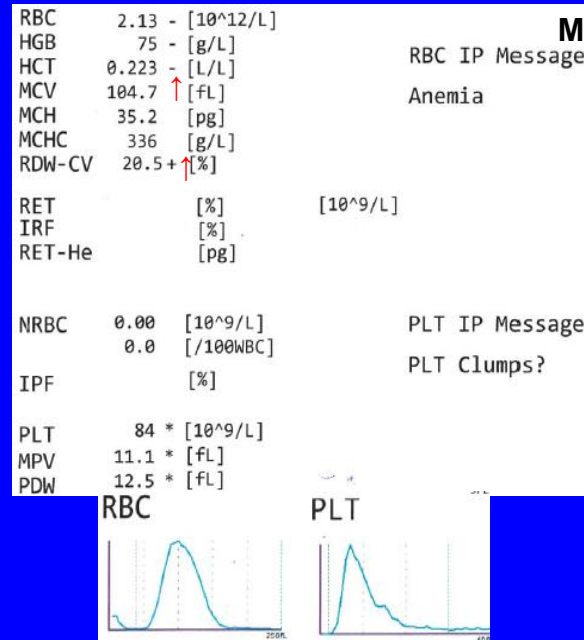 M
RBC 2.13 - [10^12/L]
HGB 75 - [g/L]
RBC IP Message
HCT 0.223 - [L/L]
MCV 104.7 ↑ [fL]
Anemia
MCH 35.2 [pg]
MCHC 336 [g/L]
RDW-CV 20.5+ ↑[%]
RET [%] [10^9/L]
IRF [%]
RET-He [pg]
NRBC 0.00 [10^9/L]
PLT IP Message
0.0 [/100WBC]
PLT Clumps?
IPF [%]
PLT 84 * [10^9/L]
MPV 11.1 * [fL]
PDW 12.5 * [fL]
RBC PLT
250fL